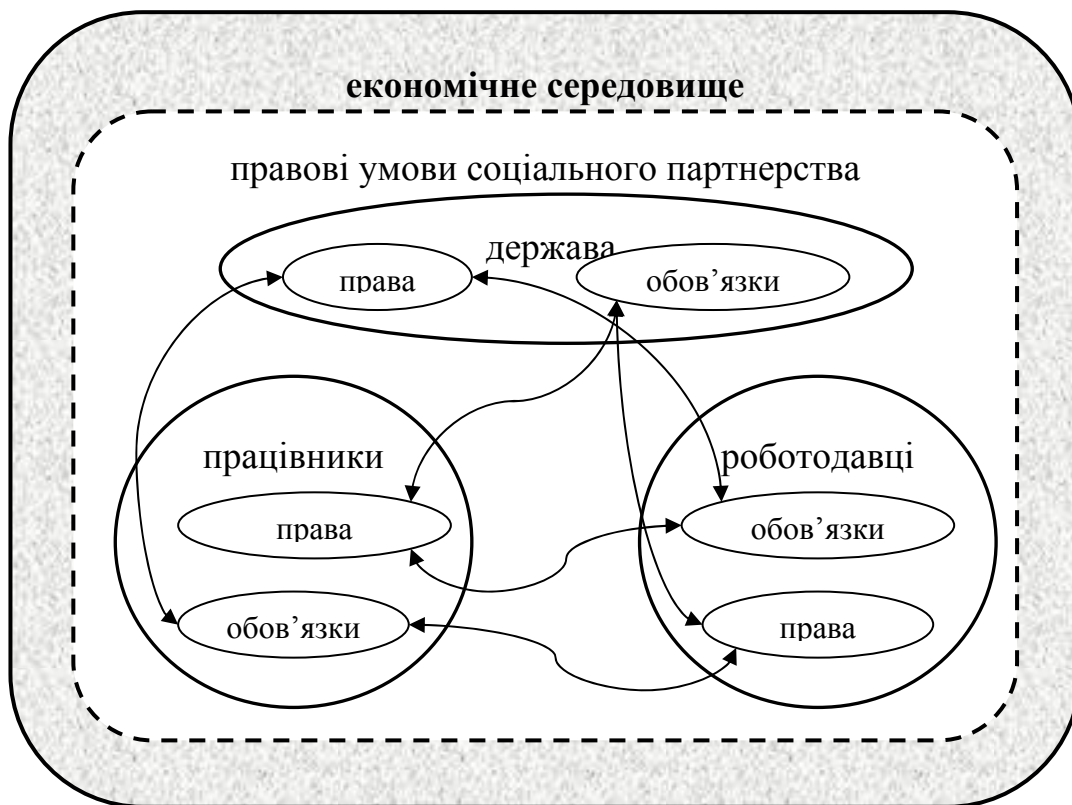 економічне середовище
правові умови соціального партнерства
держава
права
обов’язки
працівники
права
обов’язки
роботодавці
обов’язки
права